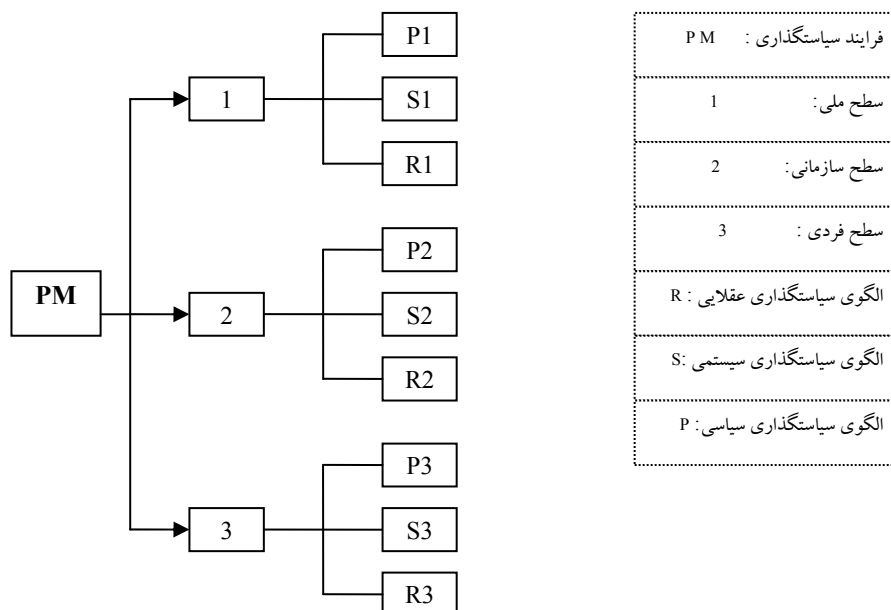 PM
1
P1
S1
R1
2
P2
S2
R2
3
P3
S3
R3
فرایند سیاستگذاری : P M
سطح ملی: 1
سطح سازمانی: 2
سطح فردی : 3
الگوی سیاستگذاری عقلایی : R
الگوی سیاستگذاری سیستمی :S
الگوی سیاستگذاری سیاسی: P